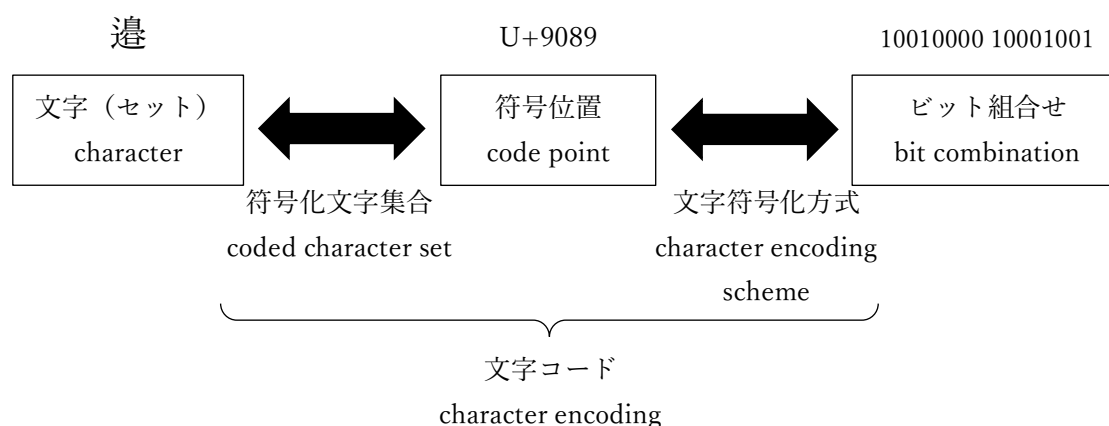 邉
U+9089
10010000 10001001
文字（セット）
character
符号位置
code point
ビット組合せ
bit combination
符号化文字集合
coded character set
文字符号化方式
character encoding
scheme
文字コード
character encoding